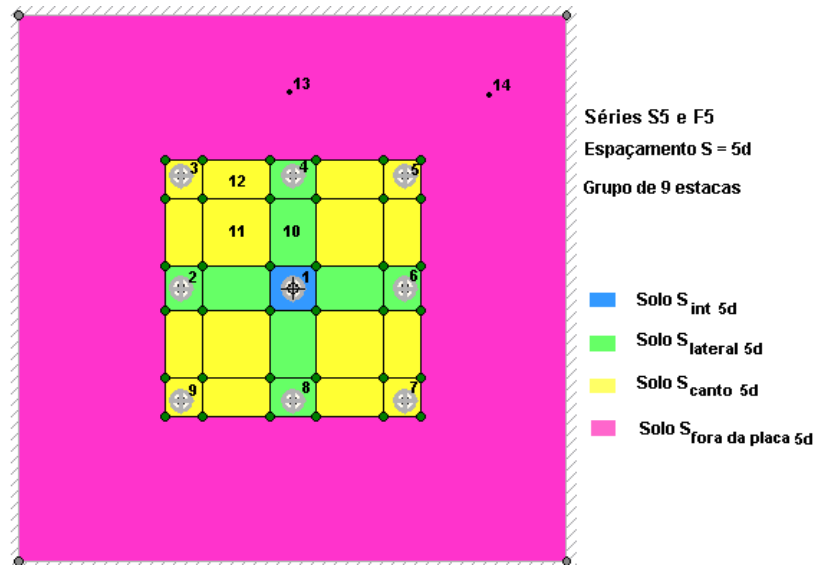 13
14
3
4
5
12
11
10
2
1
6
9
8
7
Séries S5 e F5
Espaçamento S = 5d
Grupo de 9 estacas
Solo S int 5d
Solo S lateral 5d
Solo S canto 5d
Solo S fora da placa 5d